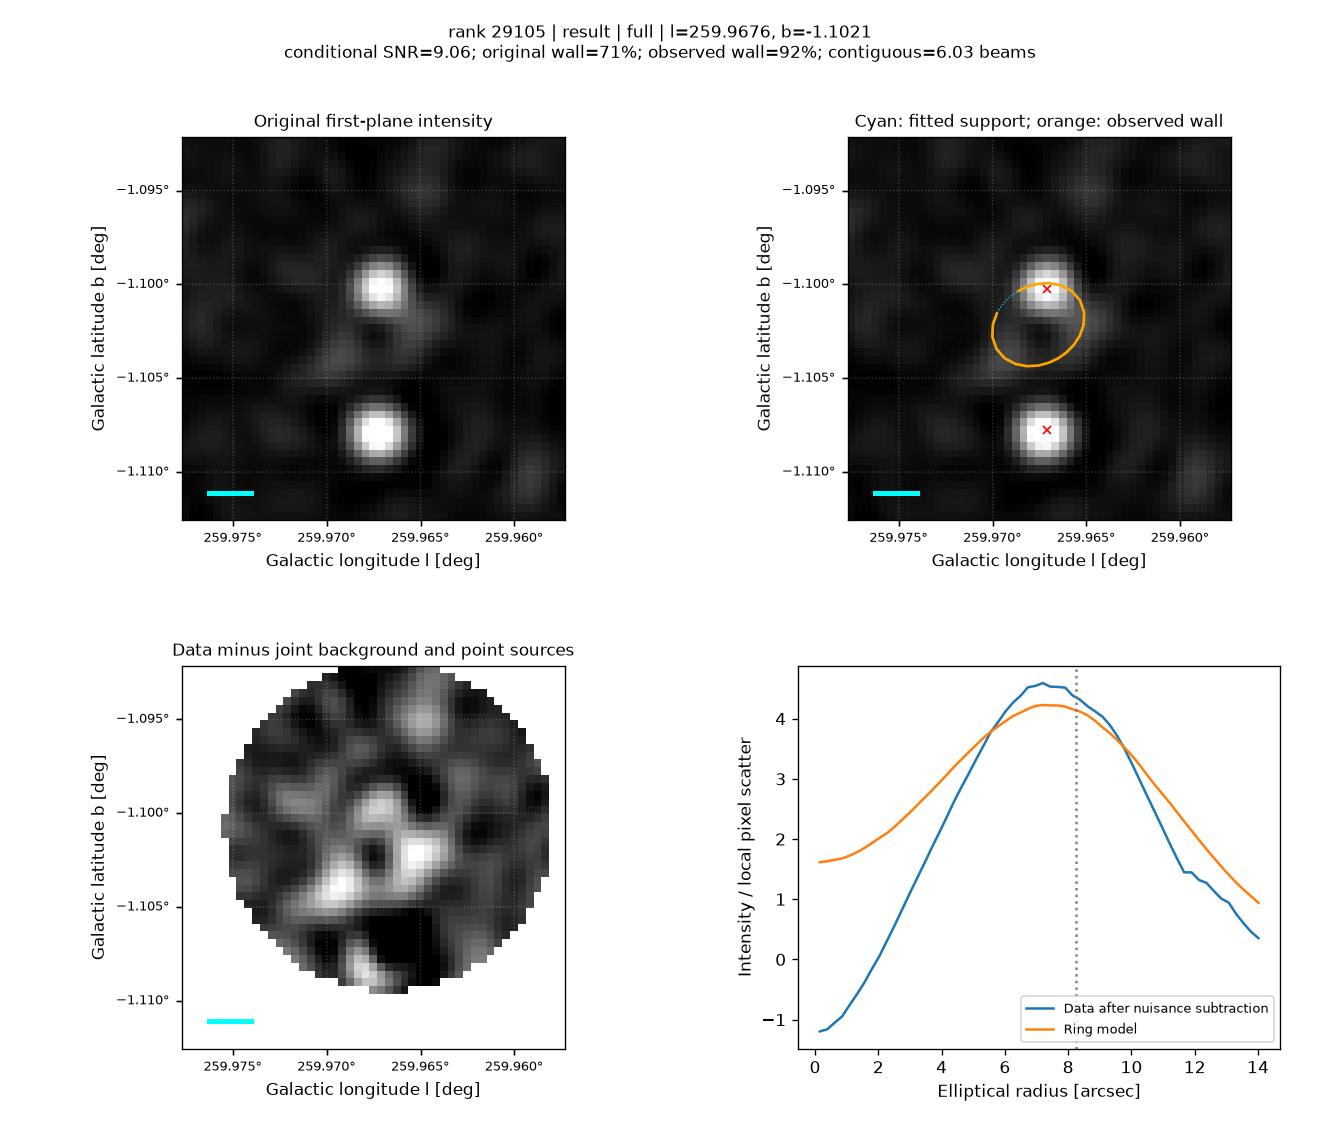 rank 29105 | result | full | l=259.9676, b=-1.1021
conditional SNR=9.06; original wall=71%; observed wall=92%; contiguous=6.03 beams
Original first-plane intensity
−1.095°
−1.100°
−1.105°
−1.110°
Galactic latitude b [deg]
259.975°
259.970°
259.965°
259.960°
Galactic longitude l [deg]
Cyan: fitted support; orange: observed wall
−1.095°
−1.100°
−1.105°
−1.110°
Galactic latitude b [deg]
259.975°
259.970°
259.965°
259.960°
Galactic longitude l [deg]
Data minus joint background and point sources
−1.095°
−1.100°
−1.105°
−1.110°
Galactic latitude b [deg]
259.975°
259.970°
259.965°
259.960°
Galactic longitude l [deg]
4
3
2
1
0
−1
Intensity / local pixel scatter
Data after nuisance subtraction
Ring model
0
2
4
6
8
10
12
14
Elliptical radius [arcsec]